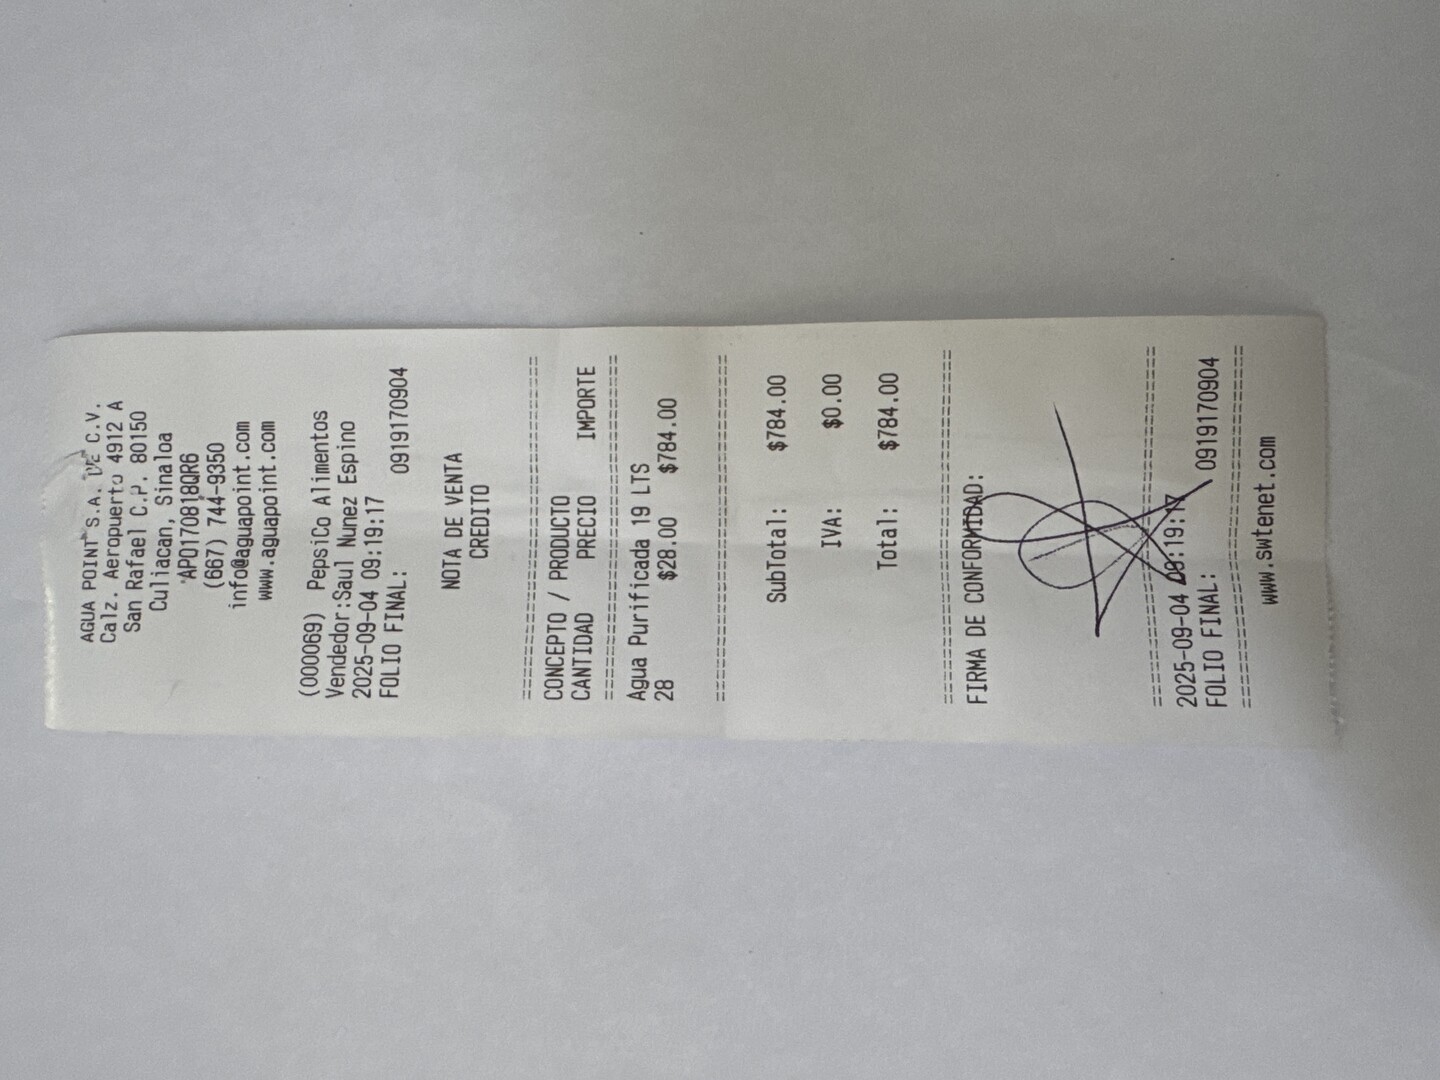 AGUA POINT S.A. DE C.V.
Calz. Aeropuerto 4912 A
San Rafael C.P. 80150
Culiacan, Sinaloa
APO170818QR6
(667) 744-9350
info@aguapoint.com
www.aguapoint.com
(000069) PepsiCo Alimentos
Vendedor:Saul Nunez Espino
2025-09-04 09:19:17
FOLIO FINAL: 0919170904
NOTA DE VENTA
CREDITO
CONCEPTO / PRODUCTO
CANTIDAD PRECIO IMPORTE
Agua Purificada 19 LTS
28 $28.00 $784.00
SubTotal: $784.00
IVA: $0.00
Total: $784.00
FIRMA DE CONFORMIDAD:
2025-09-04 09:19:17
FOLIO FINAL: 0919170904
www.swtenet.com